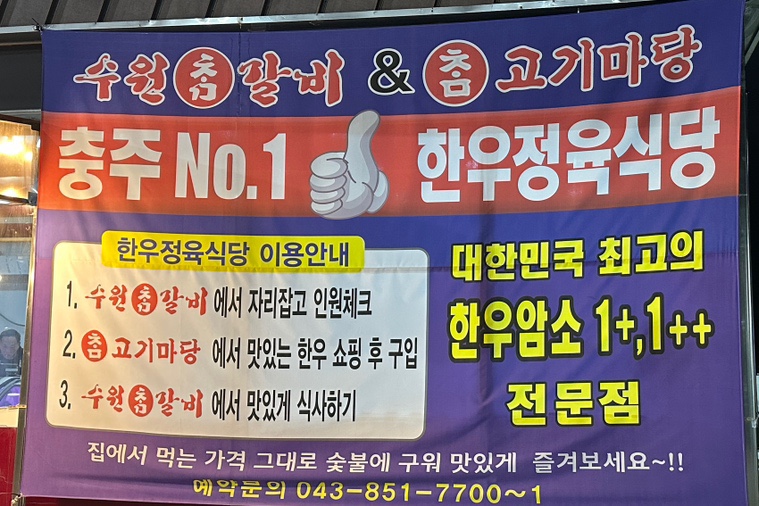 수원 참 갈비 & 참 고기마당
충주 No.1 한우정육식당
한우정육식당 이용안내
1. 수원 참 갈비 에서 자리잡고 인원체크
2. 참 고기마당 에서 맛있는 한우 쇼핑 후 구입
3. 수원 참 갈비 에서 맛있게 식사하기
대한민국 최고의
한우암소 1+,1++
전문점
집에서 먹는 가격 그대로 숯불에 구워 맛있게 즐겨보세요~!!
예약문의 043-851-7700~1